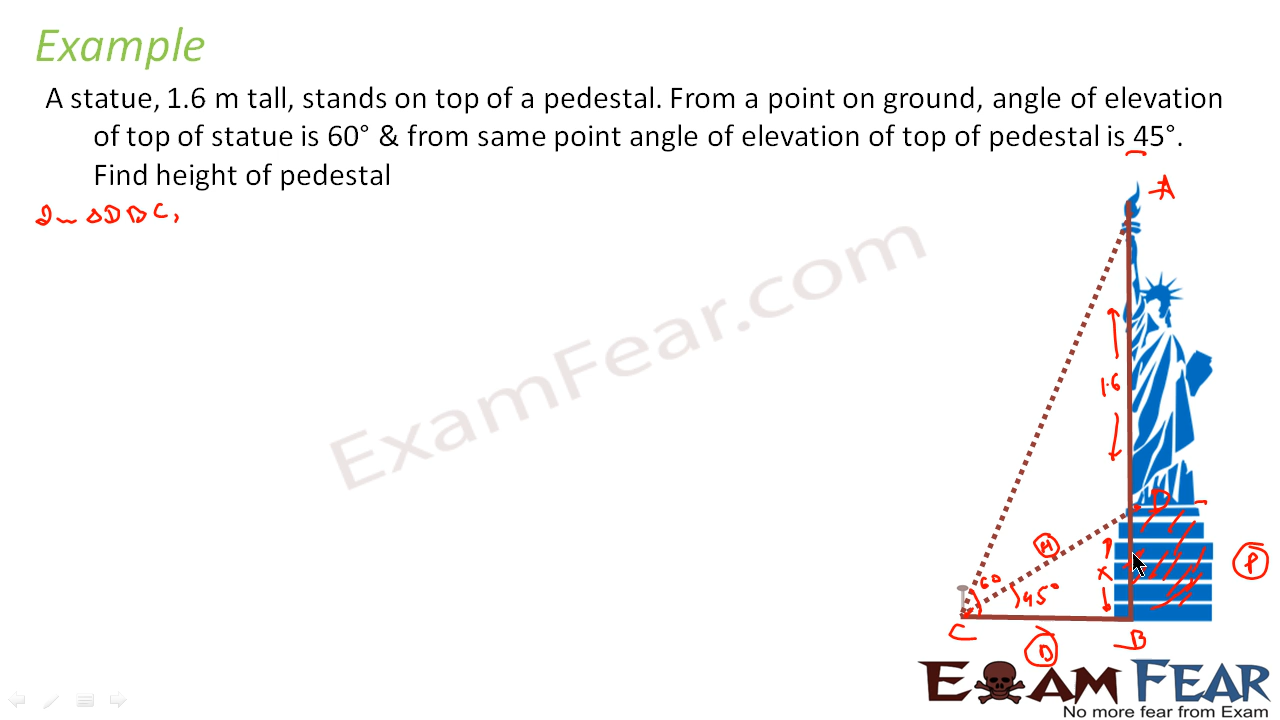 Example
A statue, 1.6 m tall, stands on top of a pedestal. From a point on ground, angle of elevation
of top of statue is 60° & from same point angle of elevation of top of pedestal is 45°.
Find height of pedestal
In ΔDBC,
A
1.6
D
H
P
60
45°
x
C
B
B
ExamFear.com
EXAM FEAR
No more fear from Exam